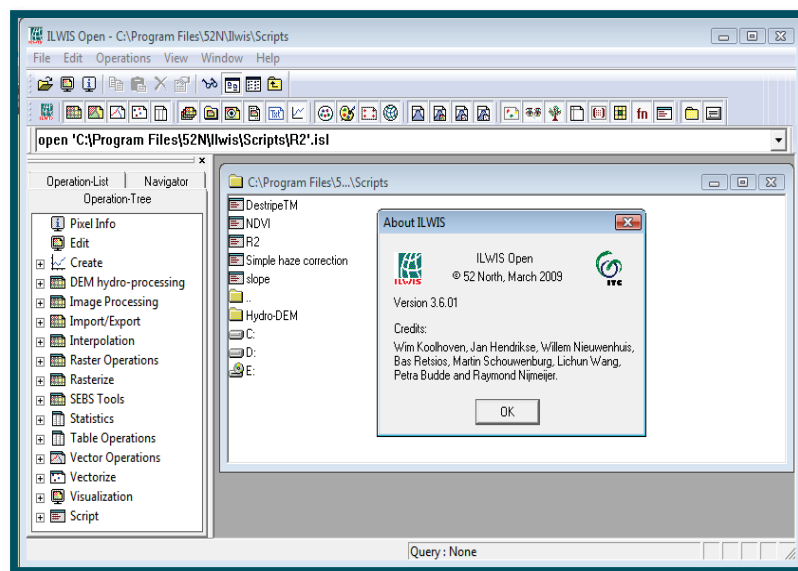 ILWIS Open - C:\Program Files\52N\Ilwis\Scripts
File Edit Operations View Window Help
fn
open 'C:\Program Files\52N\Ilwis\Scripts\R2'.isl
Operation-List Navigator
Operation-Tree
Pixel Info
Edit
Create
DEM hydro-processing
Image Processing
Import/Export
Interpolation
Raster Operations
Rasterize
SEBS Tools
Statistics
Table Operations
Vector Operations
Vectorize
Visualization
Script
C:\Program Files\5...\Scripts
DestripeTM
NDVI
R2
Simple haze correction
slope
..
Hydro-DEM
C:
D:
E:
About ILWIS
ILWIS
ILWIS Open
© 52 North, March 2009
ITC
Version 3.6.01
Credits:
Wim Koolhoven, Jan Hendrikse, Willem Nieuwenhuis,
Bas Retsios, Martin Schouwenburg, Lichun Wang,
Petra Budde and Raymond Nijmeijer.
OK
Query : None